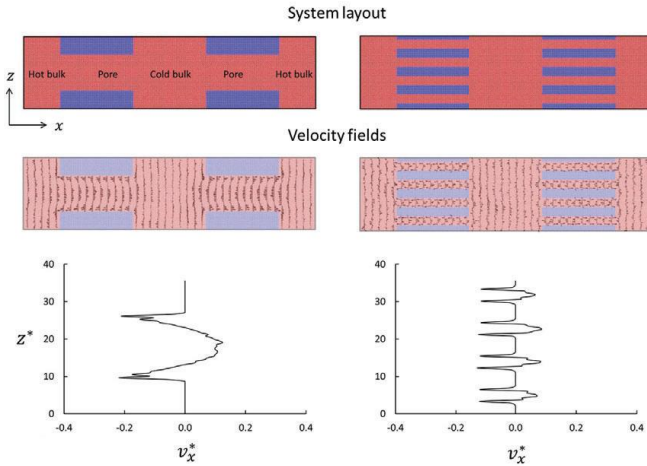 System layout
Hot bulk Pore Cold bulk Pore Hot bulk
z
x
Velocity fields
40
30
20
10
0
z*
-0.4 -0.2 0.0 0.2 0.4
v*x
40
30
20
10
0
-0.4 -0.2 0.0 0.2 0.4
v*x